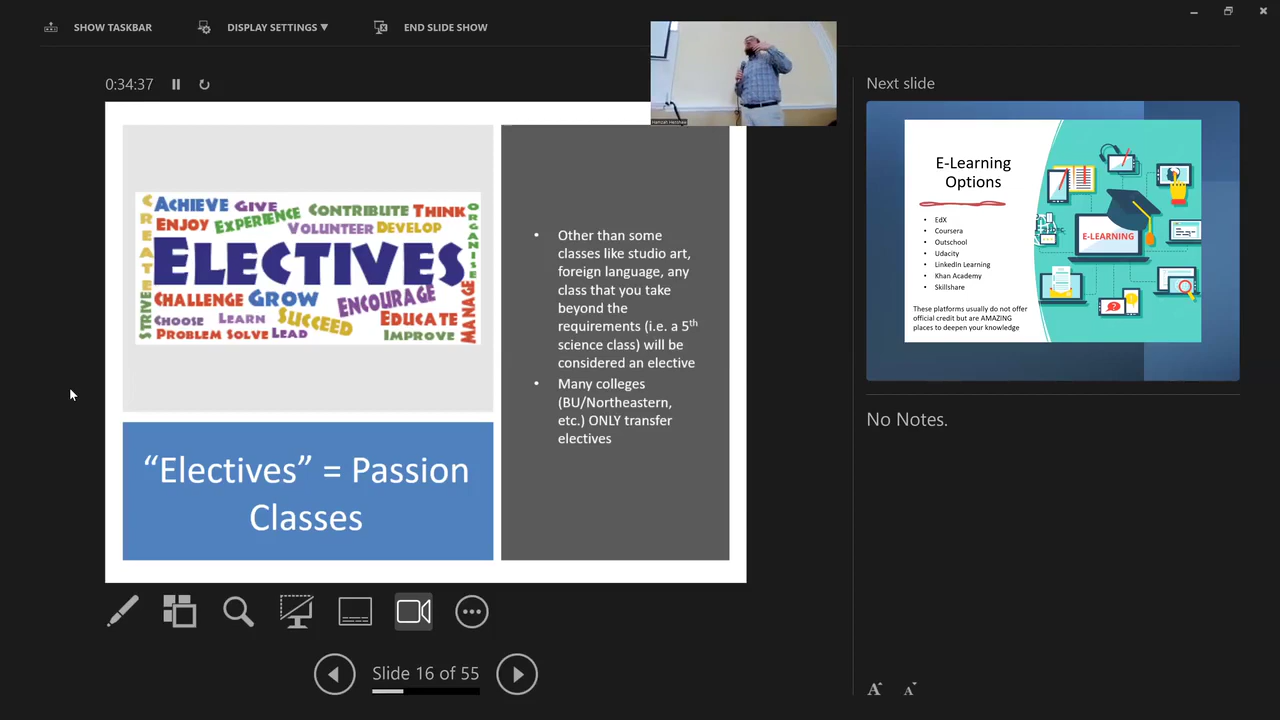 SHOW TASKBAR
DISPLAY SETTINGS ▼
END SLIDE SHOW
0:34:37
Hamzah Henshaw
CREATE
ACHIEVE GIVE
CONTRIBUTE THINK
ENJOY EXPERIENCE
VOLUNTEER DEVELOP
ORGANISE
ELECTIVES
CHALLENGE GROW
ENCOURAGE
STRIVE
CHOOSE LEARN SUCCEED
EDUCATE
MANAGE
PROBLEM SOLVE LEAD
IMPROVE
“Electives” = Passion
Classes
• Other than some
classes like studio art,
foreign language, any
class that you take
beyond the
requirements (i.e. a 5th
science class) will be
considered an elective
• Many colleges
(BU/Northeastern,
etc.) ONLY transfer
electives
Slide 16 of 55
Next slide
E-Learning
Options
• EdX
• Coursera
• Outschool
• Udacity
• LinkedIn Learning
• Khan Academy
• Skillshare
These platforms usually do not offer
official credit but are AMAZING
places to deepen your knowledge
E-LEARNING
No Notes.
A A